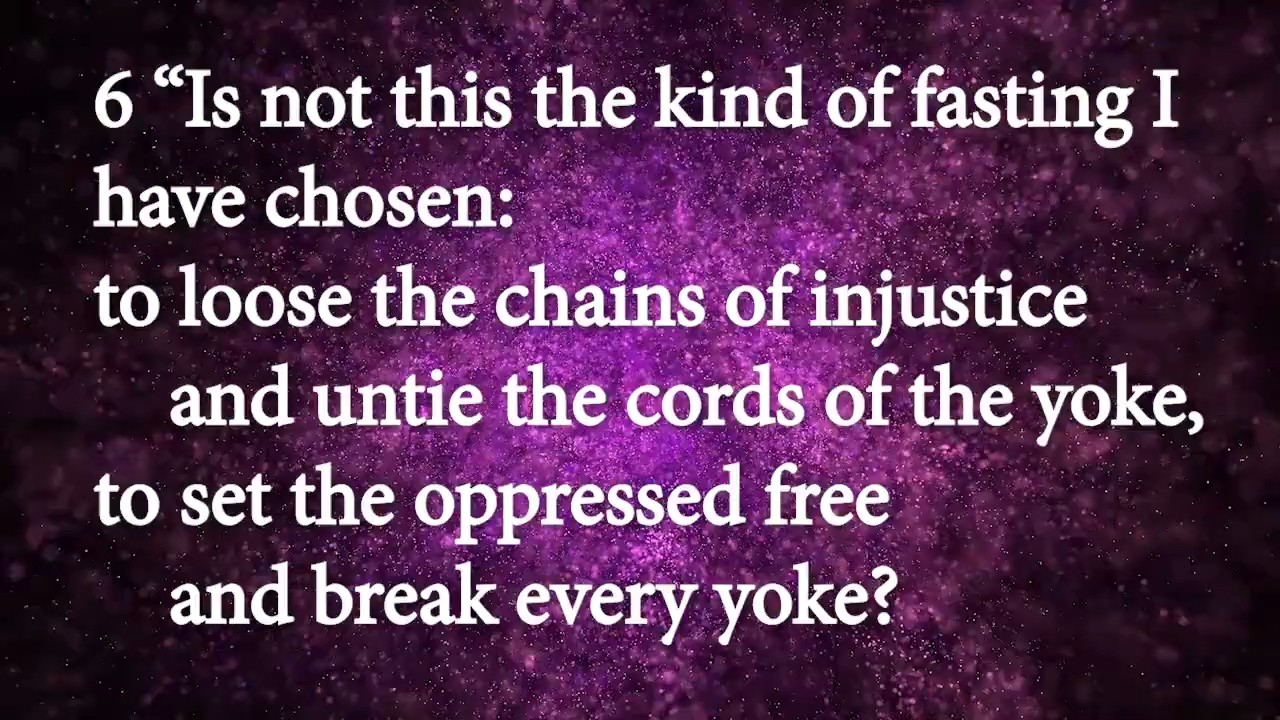 6 “Is not this the kind of fasting I
have chosen:
to loose the chains of injustice
and untie the cords of the yoke,
to set the oppressed free
and break every yoke?